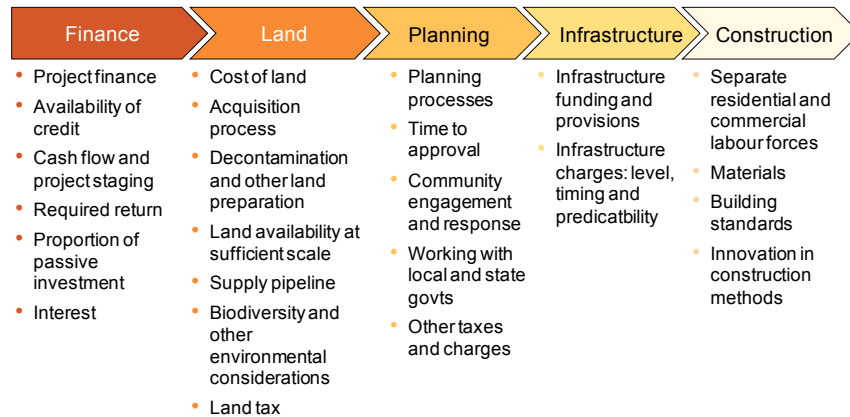 Finance
Land
Planning
Infrastructure
Construction
• Project finance
• Availability of
credit
• Cash flow and
project staging
• Required return
• Proportion of
passive
investment
• Interest
• Cost of land
• Acquisition
process
• Decontamination
and other land
preparation
• Land availability at
sufficient scale
• Supply pipeline
• Biodiversity and
other
environmental
considerations
• Land tax
• Planning
processes
• Time to
approval
• Community
engagement
and response
• Working with
local and state
govts
• Other taxes
and charges
• Infrastructure
funding and
provisions
• Infrastructure
charges: level,
timing and
predicatbility
• Separate
residential and
commercial
labour forces
• Materials
• Building
standards
• Innovation in
construction
methods